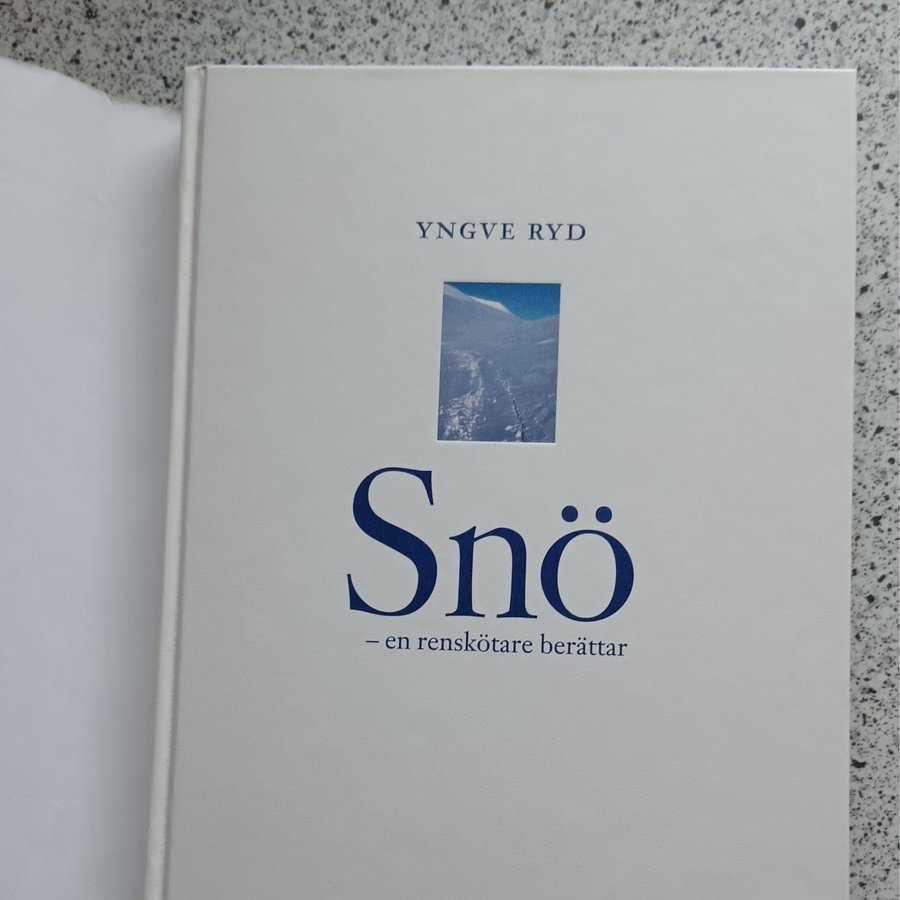 YNGVE RYD
Snö
– en renskötare berättar